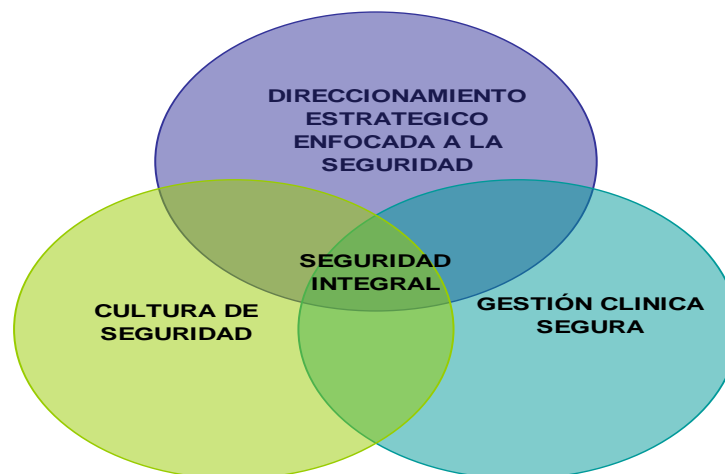 DIRECCIONAMIENTO
ESTRATEGICO
ENFOCADA A LA
SEGURIDAD
SEGURIDAD
INTEGRAL
CULTURA DE
SEGURIDAD
GESTIÓN CLINICA
SEGURA